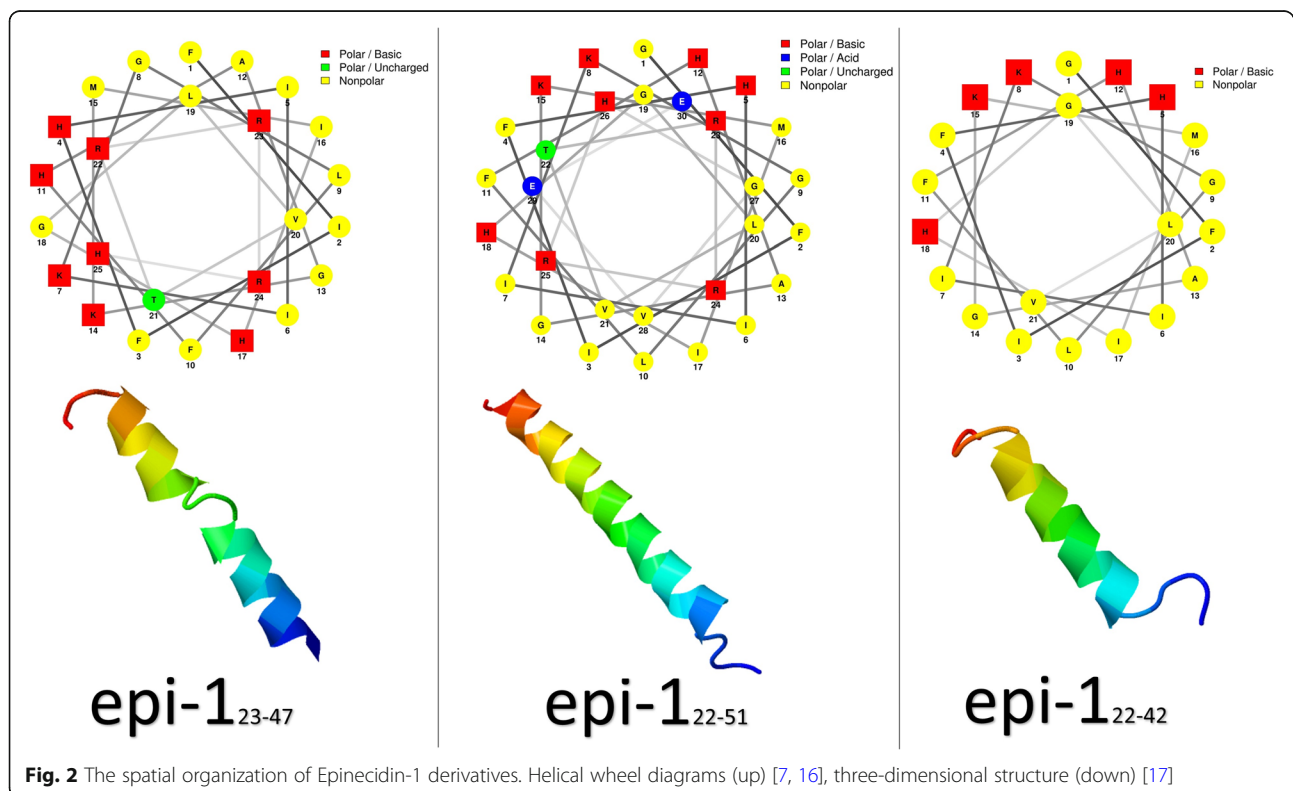 Polar / Basic
Polar / Uncharged
Nonpolar
F
1
A
12
I
5
I
16
L
9
I
2
G
13
I
6
H
17
F
10
F
3
K
14
K
7
G
18
H
11
H
4
M
15
G
8
L
19
R
23
V
20
R
24
T
21
H
25
R
22
epi-1 23-47
Polar / Basic
Polar / Acid
Polar / Uncharged
Nonpolar
G
1
H
12
H
5
M
16
G
9
F
2
A
13
I
6
I
17
L
10
I
3
G
14
I
7
H
18
F
11
F
4
K
15
K
8
G
19
E
30
R
23
G
27
L
20
R
24
V
28
V
21
R
25
E
29
T
22
H
26
epi-1 22-51
Polar / Basic
Nonpolar
G
1
H
12
H
5
M
16
G
9
F
2
A
13
I
6
I
17
L
10
I
3
G
14
I
7
H
18
F
11
F
4
K
15
K
8
G
19
L
20
V
21
epi-1 22-42
Fig. 2 The spatial organization of Epinecidin-1 derivatives. Helical wheel diagrams (up) [7, 16], three-dimensional structure (down) [17]